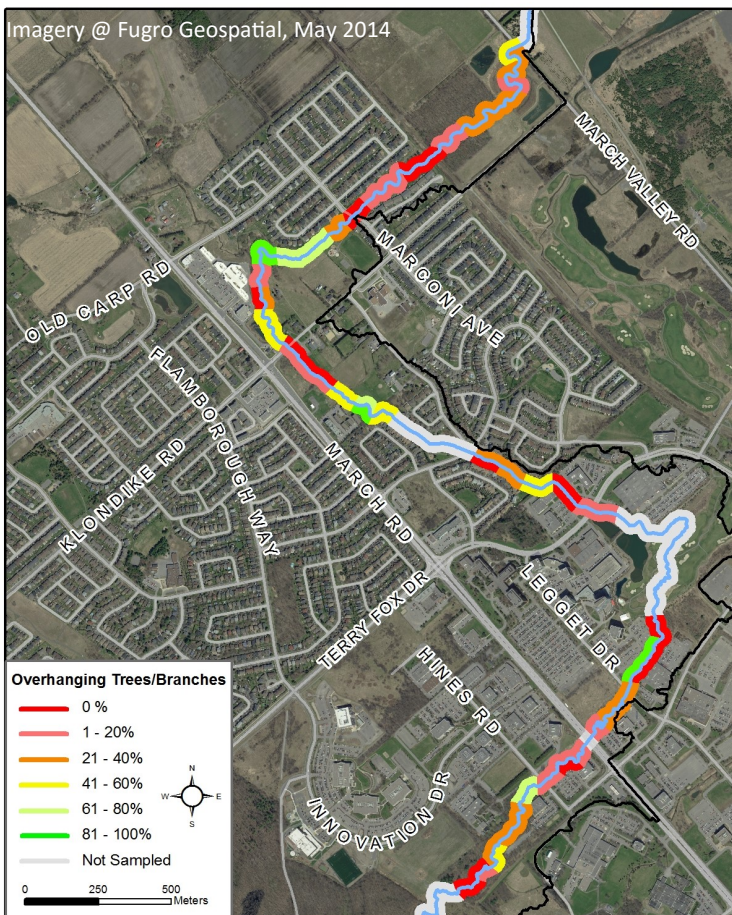 Imagery @ Fugro Geospatial, May 2014
MARCH VALLEY RD
MARCONI AVE
OLD CARP RD
FLAMBOROUGH WAY
KLONDIKE RD
MARCH RD
TERRY FOX DR
LEGGET DR
HINES RD
INNOVATION DR
Overhanging Trees/Branches
0 %
1 - 20%
21 - 40%
41 - 60%
61 - 80%
81 - 100%
Not Sampled
N
W E
S
0 250 500
Meters